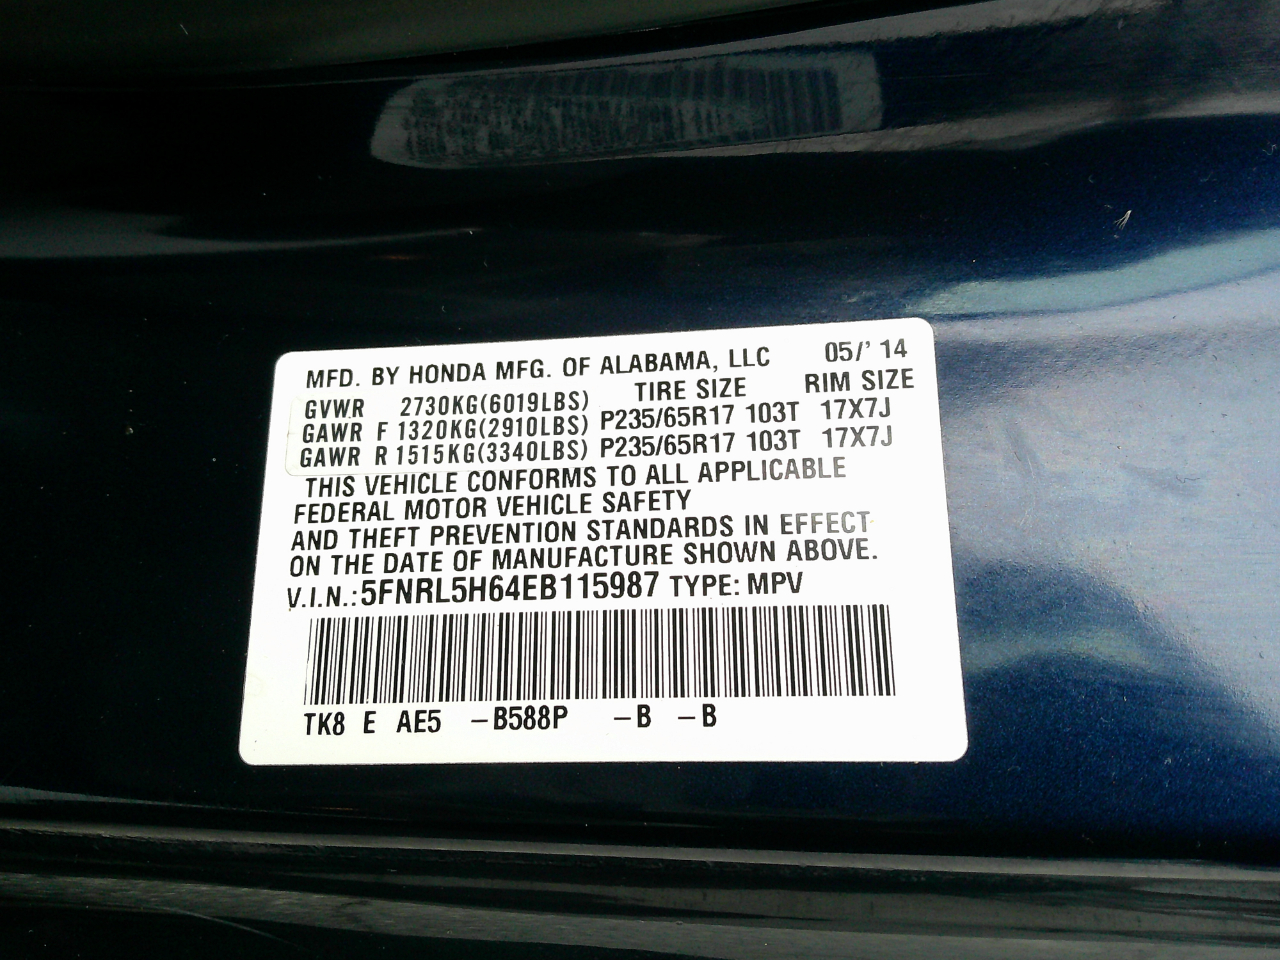 MFD. BY HONDA MFG. OF ALABAMA, LLC 05/' 14
TIRE SIZE RIM SIZE
GVWR 2730KG(6019LBS)
GAWR F 1320KG(2910LBS) P235/65R17 103T 17X7J
GAWR R 1515KG(3340LBS) P235/65R17 103T 17X7J
THIS VEHICLE CONFORMS TO ALL APPLICABLE
FEDERAL MOTOR VEHICLE SAFETY
AND THEFT PREVENTION STANDARDS IN EFFECT
ON THE DATE OF MANUFACTURE SHOWN ABOVE.
V.I.N.:5FNRL5H64EB115987 TYPE: MPV
TK8 E AE5 -B588P -B -B